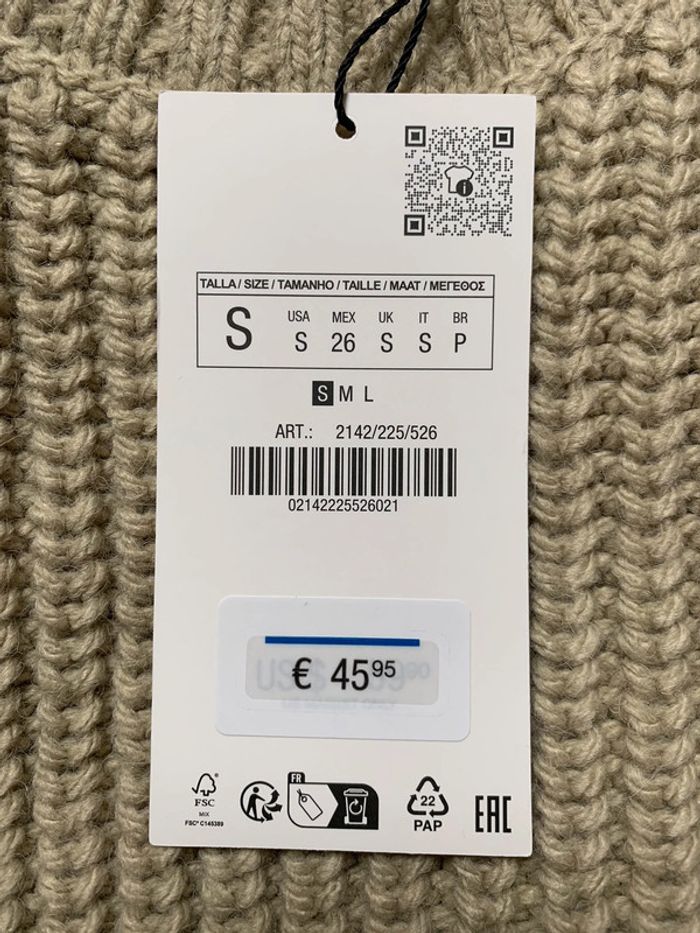 TALLA / SIZE / TAMANHO / TAILLE / MAAT / ΜΕΓΕΘΟΣ
S
USA MEX UK IT BR
S 26 S S P
S M L
ART.: 2142/225/526
02142225526021
€ 4595
FSC®
MIX
FSC® C145389
FR
22
PAP
EAC